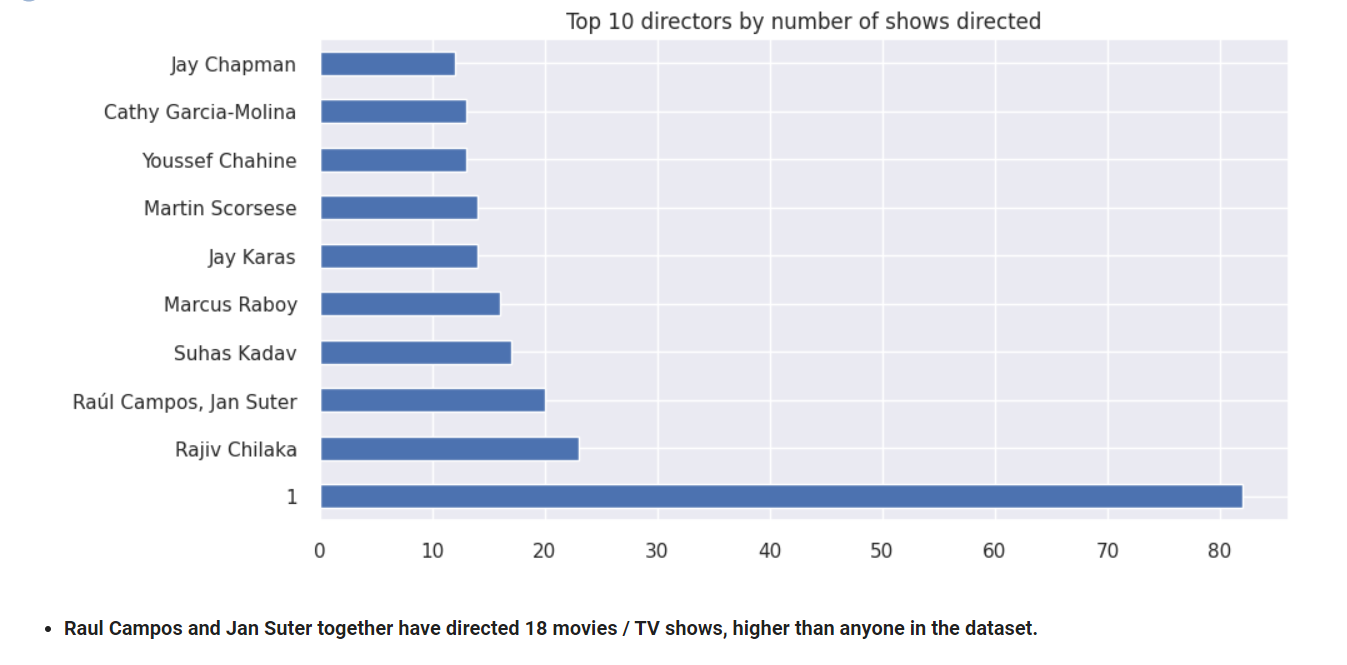 Top 10 directors by number of shows directed
Jay Chapman
Cathy Garcia-Molina
Youssef Chahine
Martin Scorsese
Jay Karas
Marcus Raboy
Suhas Kadav
Raúl Campos, Jan Suter
Rajiv Chilaka
1
0 10 20 30 40 50 60 70 80
• Raul Campos and Jan Suter together have directed 18 movies / TV shows, higher than anyone in the dataset.